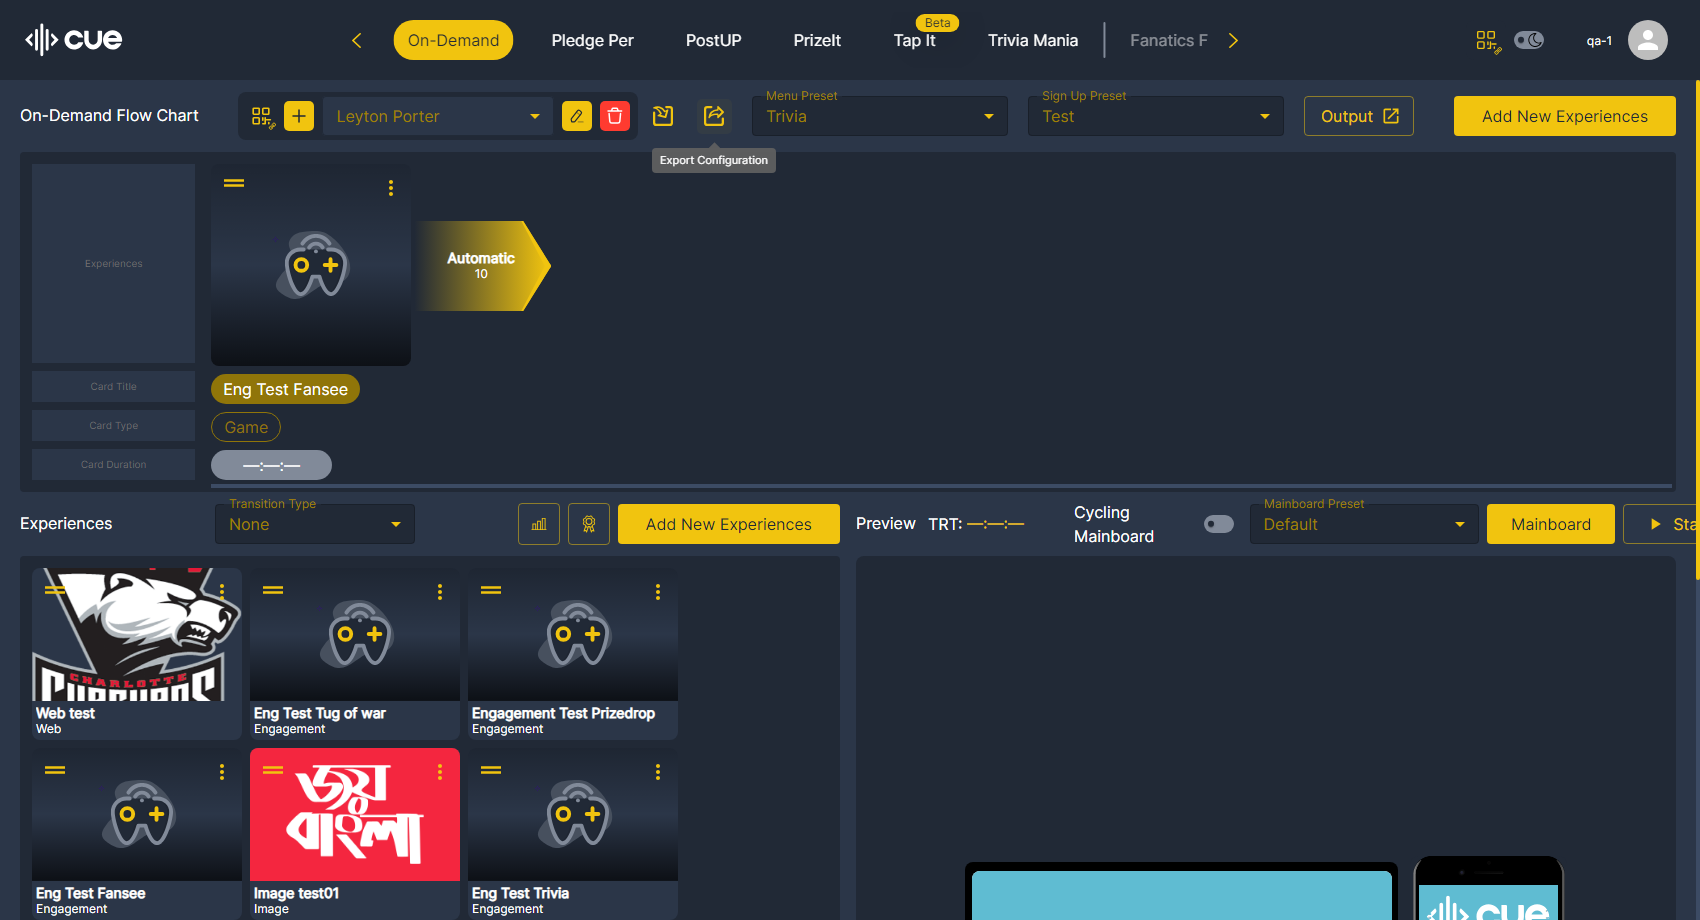 cue
On-Demand
Pledge Per
PostUP
PrizeIt
Beta
Tap It
Trivia Mania
Fanatics F
qa-1
On-Demand Flow Chart
Leyton Porter
Menu Preset
Trivia
Sign Up Preset
Test
Output
Add New Experiences
Export Configuration
Experiences
Automatic
10
Card Title
Eng Test Fansee
Card Type
Game
Card Duration
—:—:—
Experiences
Transition Type
None
Add New Experiences
Preview
TRT: —:—:—
Cycling
Mainboard
Mainboard Preset
Default
Mainboard
Sta
CHARLOTTE
Web test
Web
Eng Test Tug of war
Engagement
Engagement Test Prizedrop
Engagement
জয়
বাংলা
Eng Test Fansee
Engagement
Image test01
Image
Eng Test Trivia
Engagement
cue